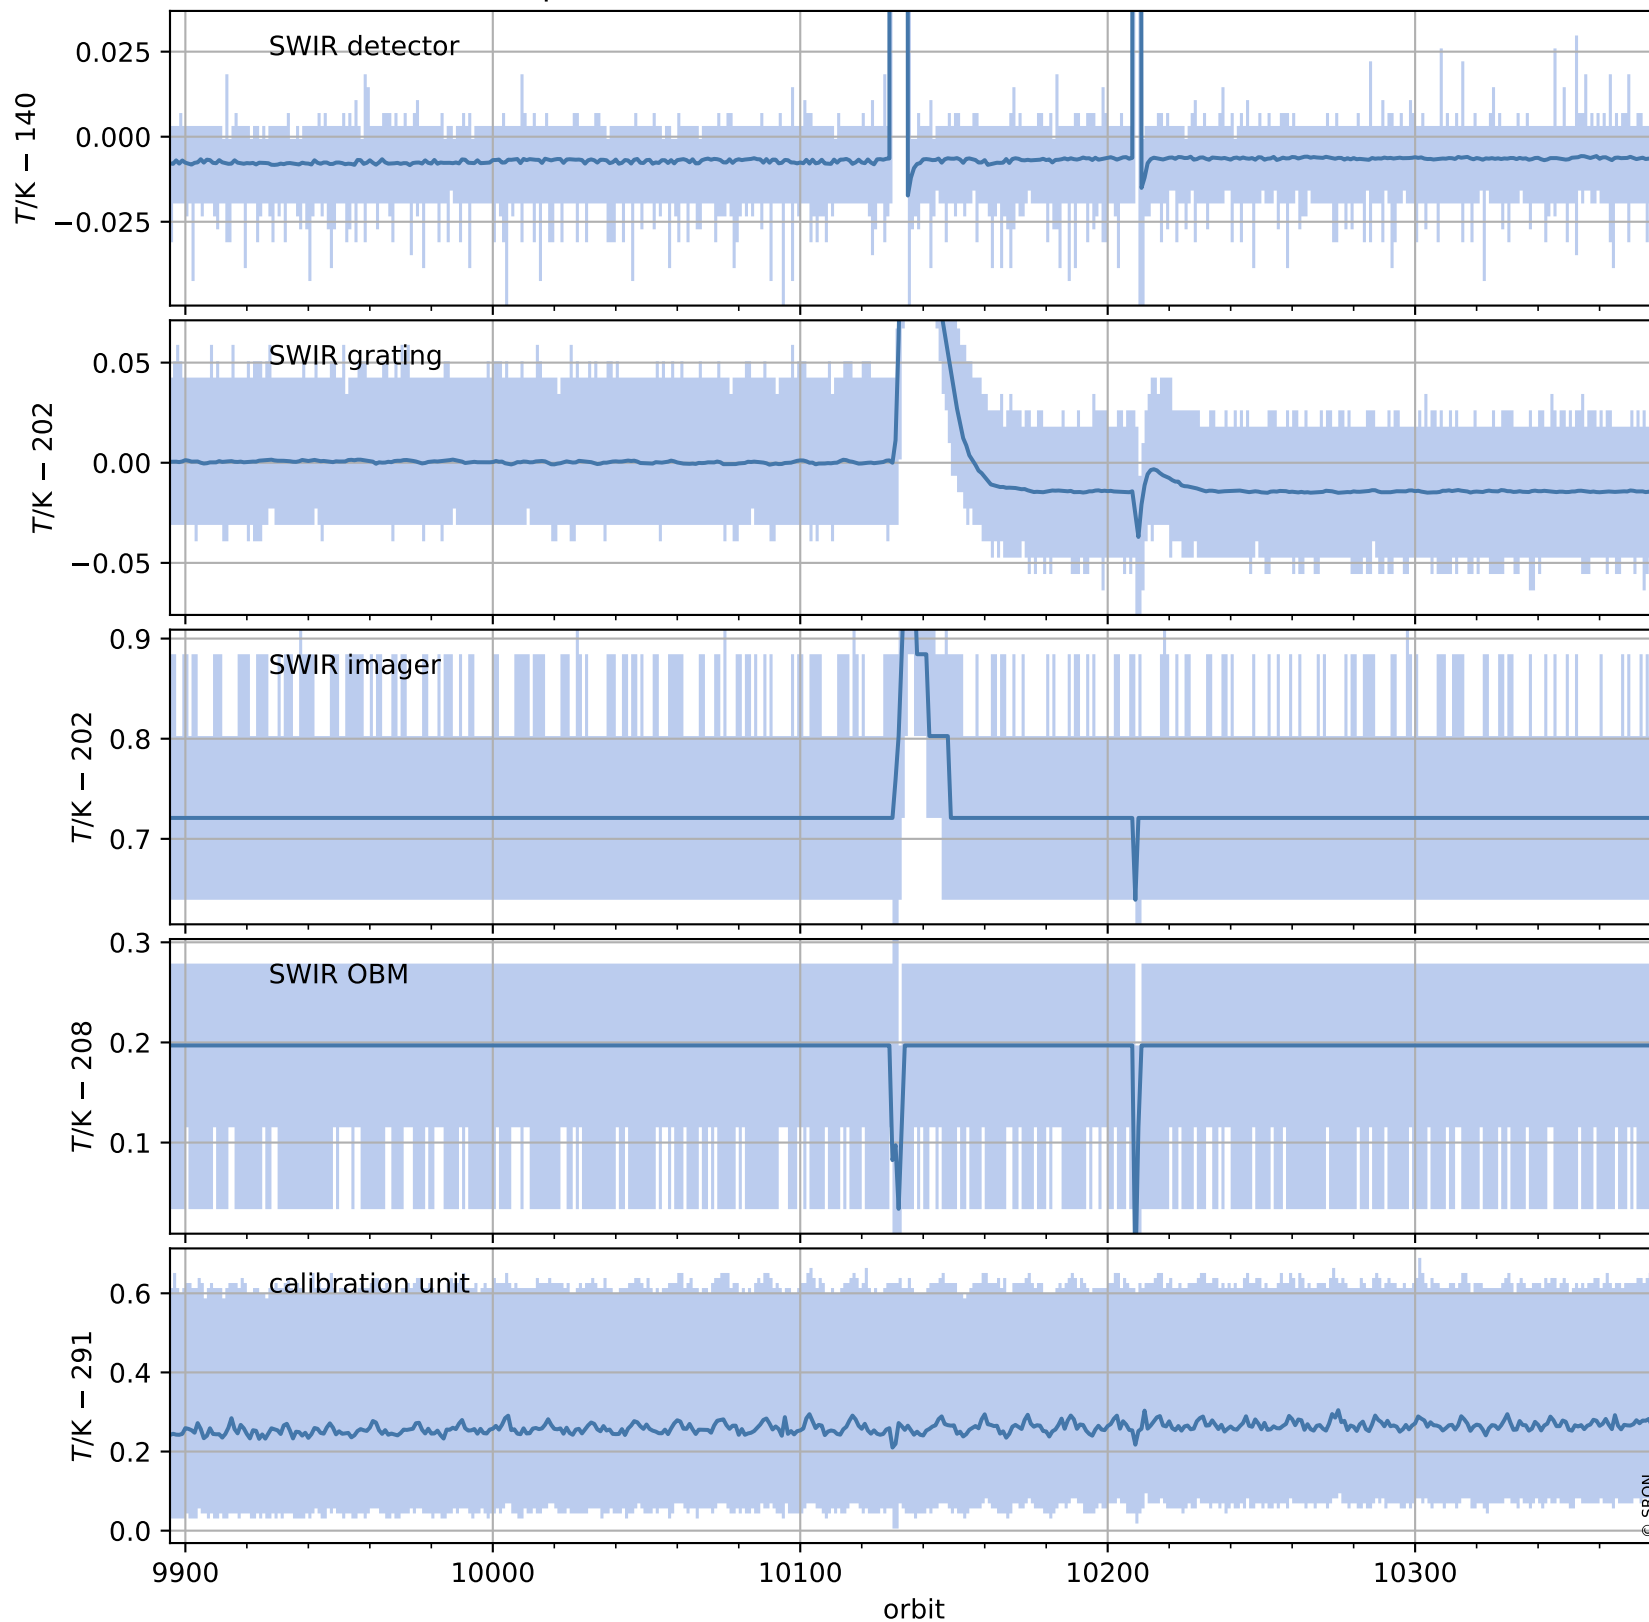 SWIR detector
0.025
0.000
−0.025
T/K − 140
SWIR grating
0.05
0.00
−0.05
T/K − 202
SWIR imager
0.9
0.8
0.7
T/K − 202
SWIR OBM
0.3
0.2
0.1
T/K − 208
calibration unit
0.6
0.4
0.2
0.0
T/K − 291
9900
10000
10100
10200
10300
orbit
© SRON